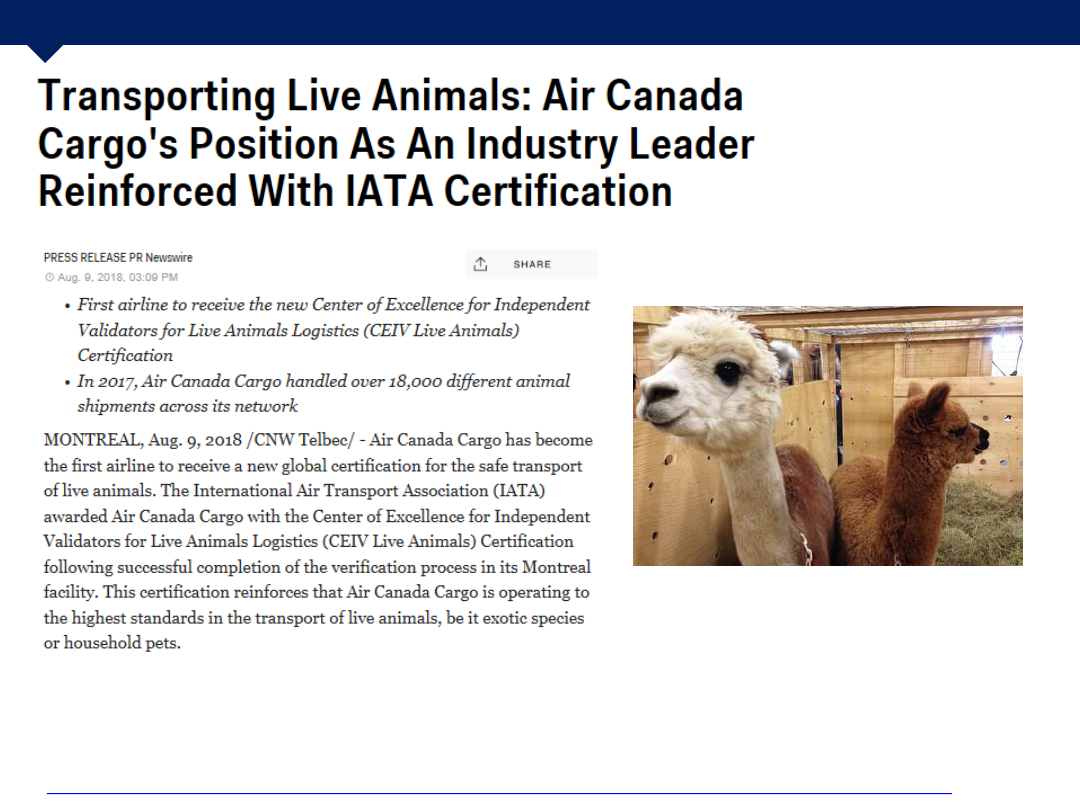 Transporting Live Animals: Air Canada
Cargo's Position As An Industry Leader
Reinforced With IATA Certification
PRESS RELEASE PR Newswire
Aug. 9, 2018, 03:09 PM
SHARE
• First airline to receive the new Center of Excellence for Independent
Validators for Live Animals Logistics (CEIV Live Animals)
Certification
• In 2017, Air Canada Cargo handled over 18,000 different animal
shipments across its network
MONTREAL, Aug. 9, 2018 /CNW Telbec/ - Air Canada Cargo has become
the first airline to receive a new global certification for the safe transport
of live animals. The International Air Transport Association (IATA)
awarded Air Canada Cargo with the Center of Excellence for Independent
Validators for Live Animals Logistics (CEIV Live Animals) Certification
following successful completion of the verification process in its Montreal
facility. This certification reinforces that Air Canada Cargo is operating to
the highest standards in the transport of live animals, be it exotic species
or household pets.